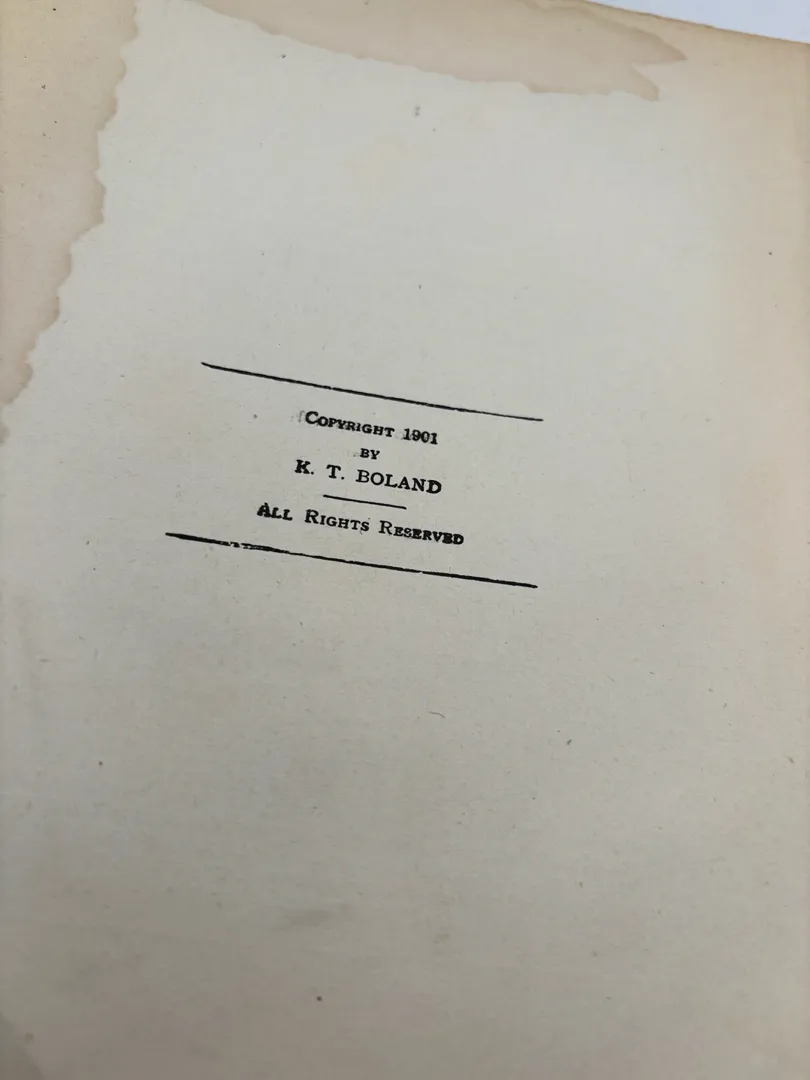 COPYRIGHT 1901
BY
K. T. BOLAND
ALL RIGHTS RESERVED